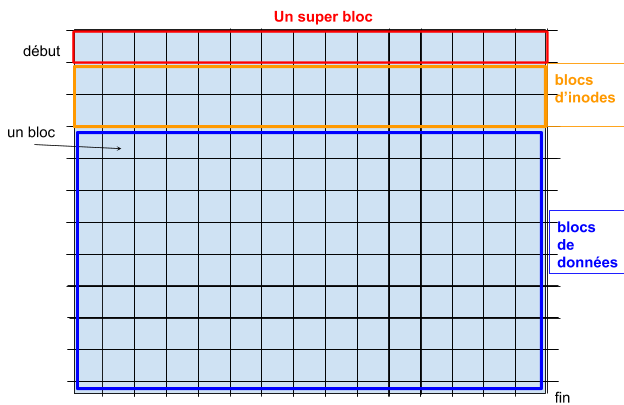 Un super bloc
début
blocs
d'inodes
un bloc
blocs
de
données
fin